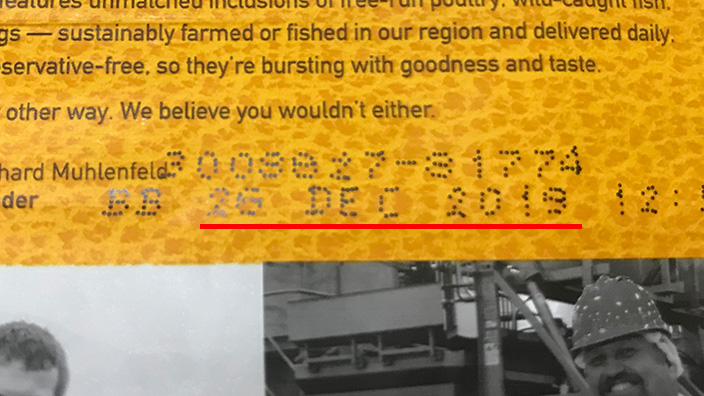 features unmatched inclusions of free-run poultry, wild-caught fish,
gs — sustainably farmed or fished in our region and delivered daily,
servative-free, so they're bursting with goodness and taste.
other way. We believe you wouldn't either.
hard Muhlenfeld
der
BB 26 DEC 2019 12: